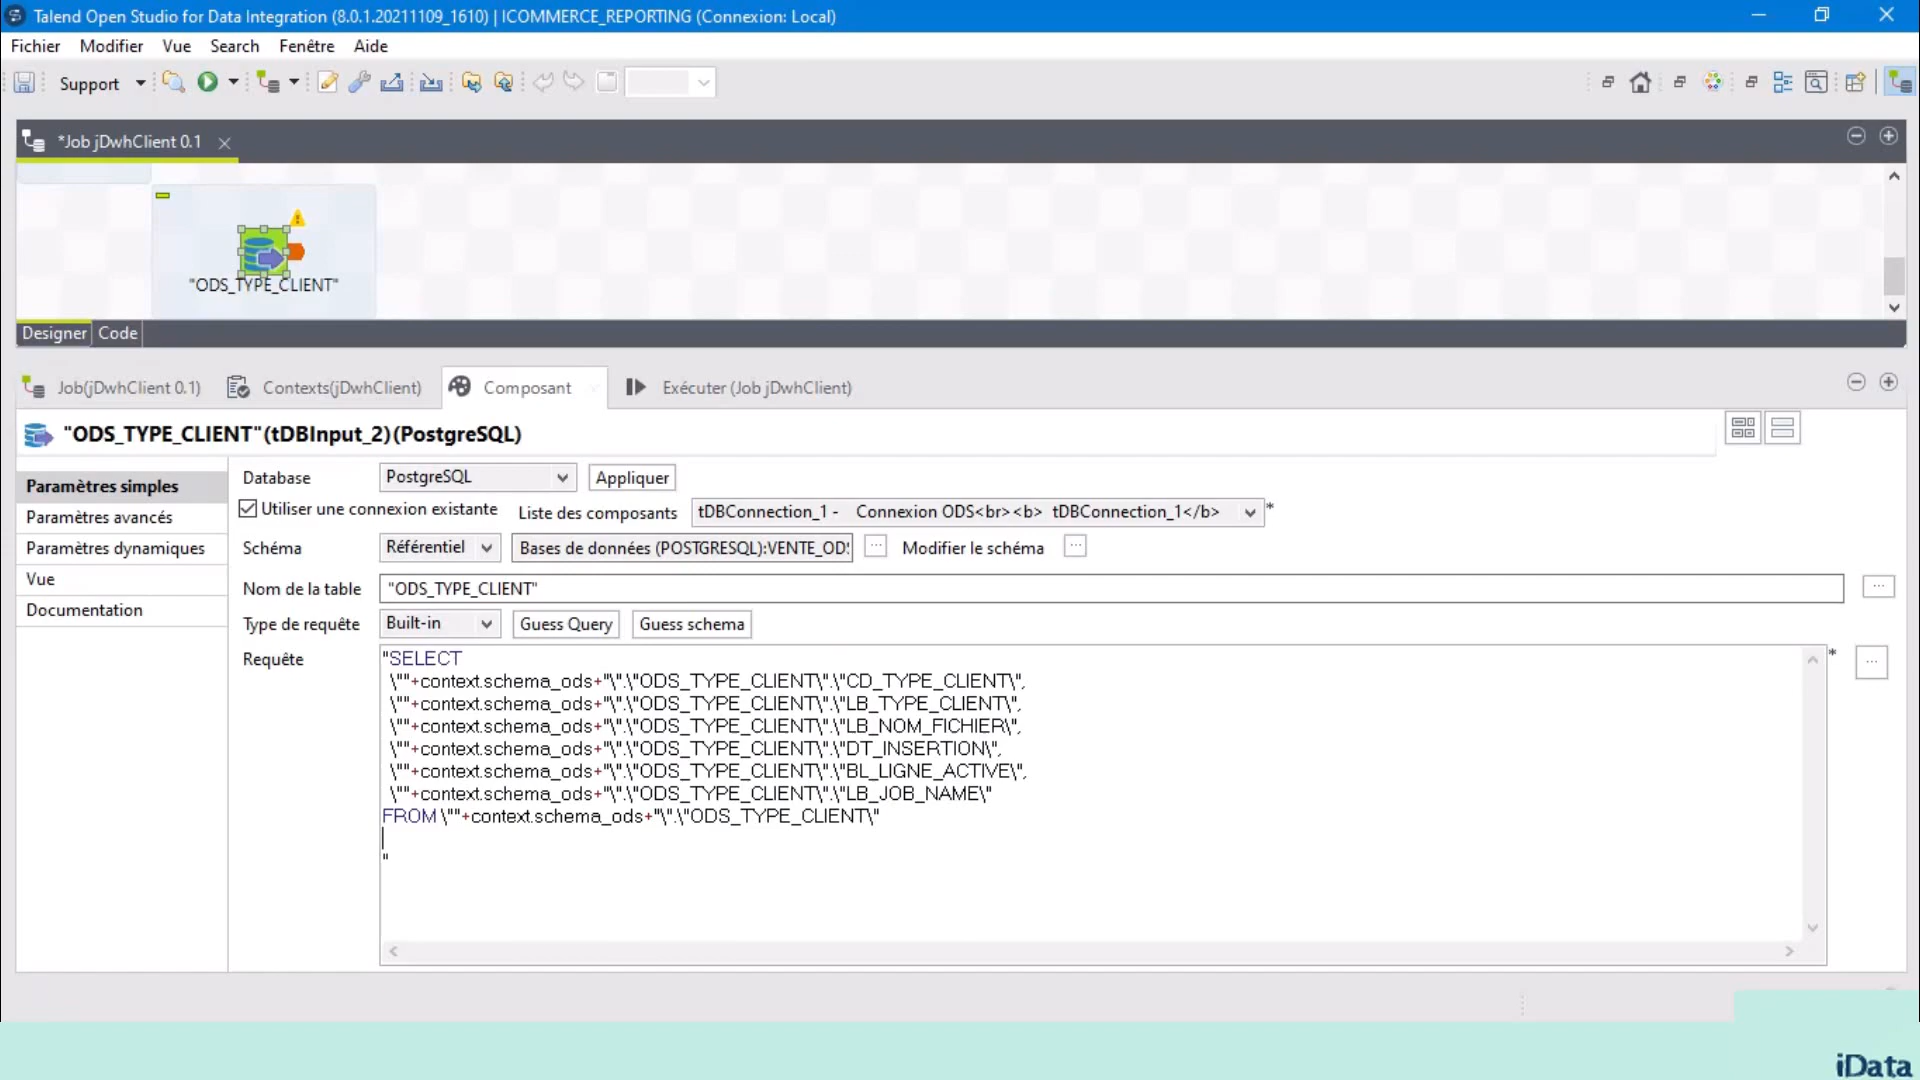 Talend Open Studio for Data Integration (8.0.1.20211109_1610) | ICOMMERCE_REPORTING (Connexion: Local)
Fichier Modifier Vue Search Fenêtre Aide
Support
*Job jDwhClient 0.1
"ODS_TYPE_CLIENT"
Designer Code
Job(jDwhClient 0.1) Contexts(jDwhClient) Composant Exécuter (Job jDwhClient)
"ODS_TYPE_CLIENT"(tDBInput_2)(PostgreSQL)
Paramètres simples
Paramètres avancés
Paramètres dynamiques
Vue
Documentation
Database PostgreSQL Appliquer
Utiliser une connexion existante Liste des composants tDBConnection_1 - Connexion ODS<br><b> tDBConnection_1</b> *
Schéma Référentiel Bases de données (POSTGRESQL):VENTE_OD ... Modifier le schéma ...
Nom de la table "ODS_TYPE_CLIENT" ...
Type de requête Built-in Guess Query Guess schema
Requête
"SELECT
\""+context.schema_ods+"\".\"ODS_TYPE_CLIENT\".\"CD_TYPE_CLIENT\",
\""+context.schema_ods+"\".\"ODS_TYPE_CLIENT\".\"LB_TYPE_CLIENT\",
\""+context.schema_ods+"\".\"ODS_TYPE_CLIENT\".\"LB_NOM_FICHIER\",
\""+context.schema_ods+"\".\"ODS_TYPE_CLIENT\".\"DT_INSERTION\",
\""+context.schema_ods+"\".\"ODS_TYPE_CLIENT\".\"BL_LIGNE_ACTIVE\",
\""+context.schema_ods+"\".\"ODS_TYPE_CLIENT\".\"LB_JOB_NAME\"
FROM \""+context.schema_ods+"\".\"ODS_TYPE_CLIENT\"
"
* ...
iData